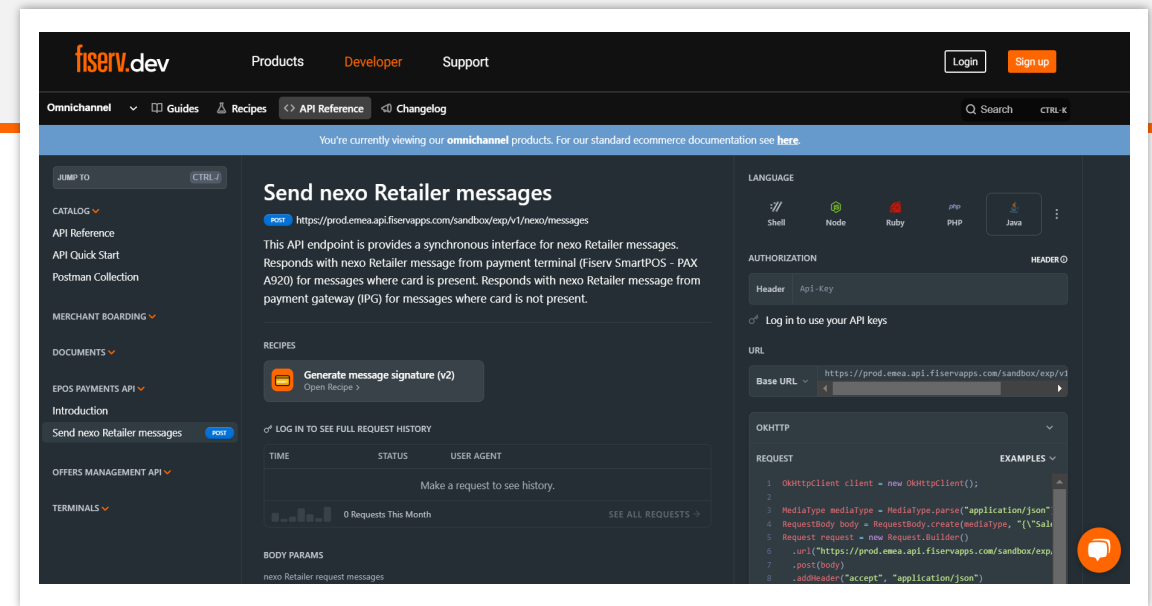 fiserv.dev
Products
Developer
Support
Login
Sign up
Omnichannel
Guides
Recipes
<> API Reference
Changelog
Search
CTRL-K
You're currently viewing our omnichannel products. For our standard ecommerce documentation see here.
JUMP TO
CTRL-/
CATALOG
API Reference
API Quick Start
Postman Collection
MERCHANT BOARDING
DOCUMENTS
EPOS PAYMENTS API
Introduction
Send nexo Retailer messages
POST
OFFERS MANAGEMENT API
TERMINALS
Send nexo Retailer messages
POST https://prod.emea.api.fiservapps.com/sandbox/exp/v1/nexo/messages
This API endpoint is provides a synchronous interface for nexo Retailer messages.
Responds with nexo Retailer message from payment terminal (Fiserv SmartPOS - PAX
A920) for messages where card is present. Responds with nexo Retailer message from
payment gateway (IPG) for messages where card is not present.
RECIPES
Generate message signature (v2)
Open Recipe >
LOG IN TO SEE FULL REQUEST HISTORY
TIME
STATUS
USER AGENT
Make a request to see history.
0 Requests This Month
SEE ALL REQUESTS →
BODY PARAMS
nexo Retailer request messages
LANGUAGE
Shell
Node
Ruby
php
PHP
Java
AUTHORIZATION
HEADER
Header
Api-Key
Log in to use your API keys
URL
Base URL
https://prod.emea.api.fiservapps.com/sandbox/exp/v1
OKHTTP
REQUEST
EXAMPLES
1 OkHttpClient client = new OkHttpClient();
2
3 MediaType mediaType = MediaType.parse("application/json"
4 RequestBody body = RequestBody.create(mediaType, "{\"Sale
5 Request request = new Request.Builder()
6 .url("https://prod.emea.api.fiservapps.com/sandbox/exp/
7 .post(body)
8 .addHeader("accept", "application/json")